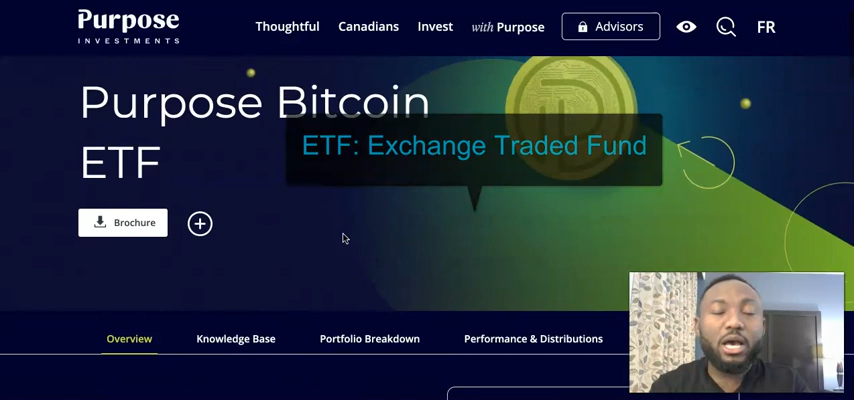 Purpose
INVESTMENTS
Thoughtful Canadians Invest with Purpose Advisors FR
Purpose Bitcoin
ETF
ETF: Exchange Traded Fund
Brochure
Overview Knowledge Base Portfolio Breakdown Performance & Distributions